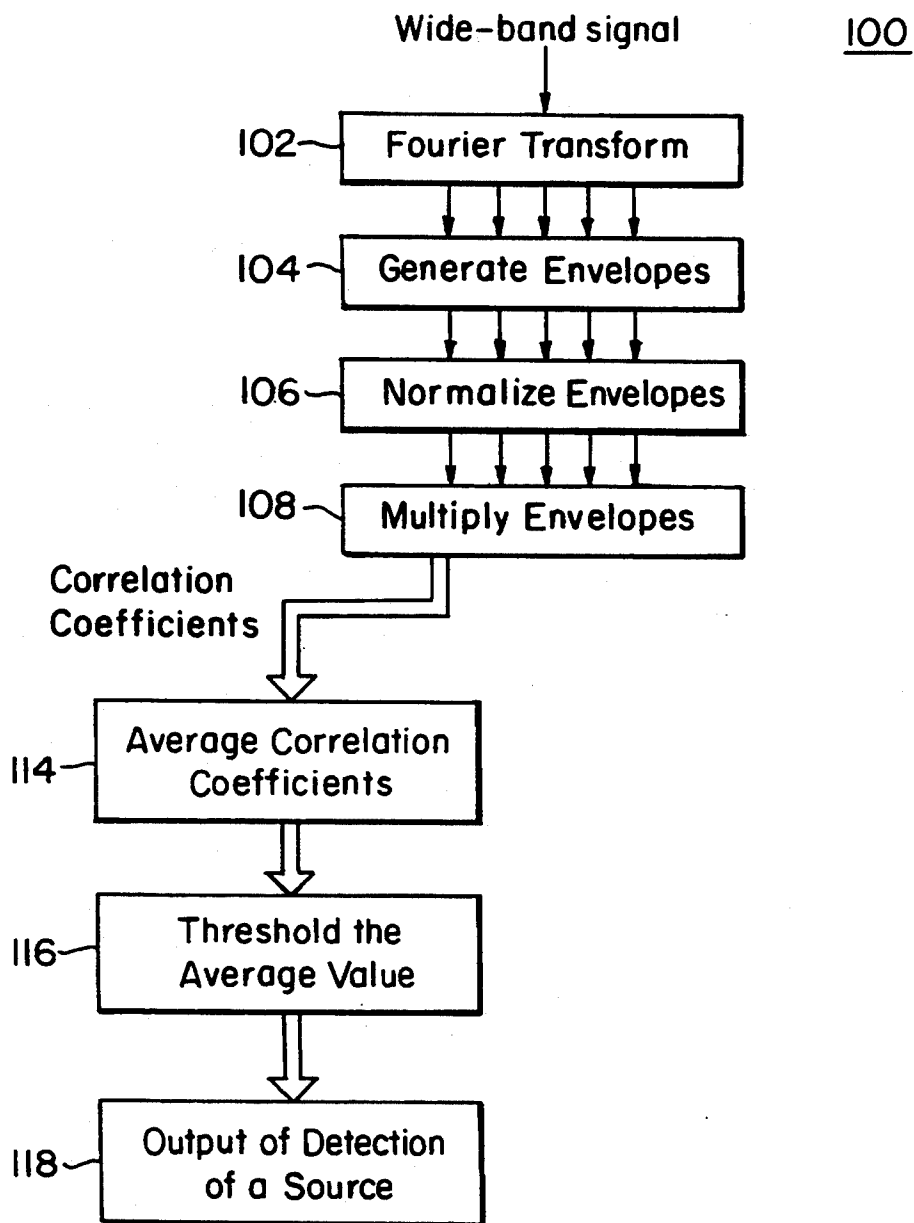 Wide-band signal
100
102
Fourier Transform
104
Generate Envelopes
106
Normalize Envelopes
108
Multiply Envelopes
Correlation
Coefficients
114
Average Correlation
Coefficients
116
Threshold the
Average Value
118
Output of Detection
of a Source